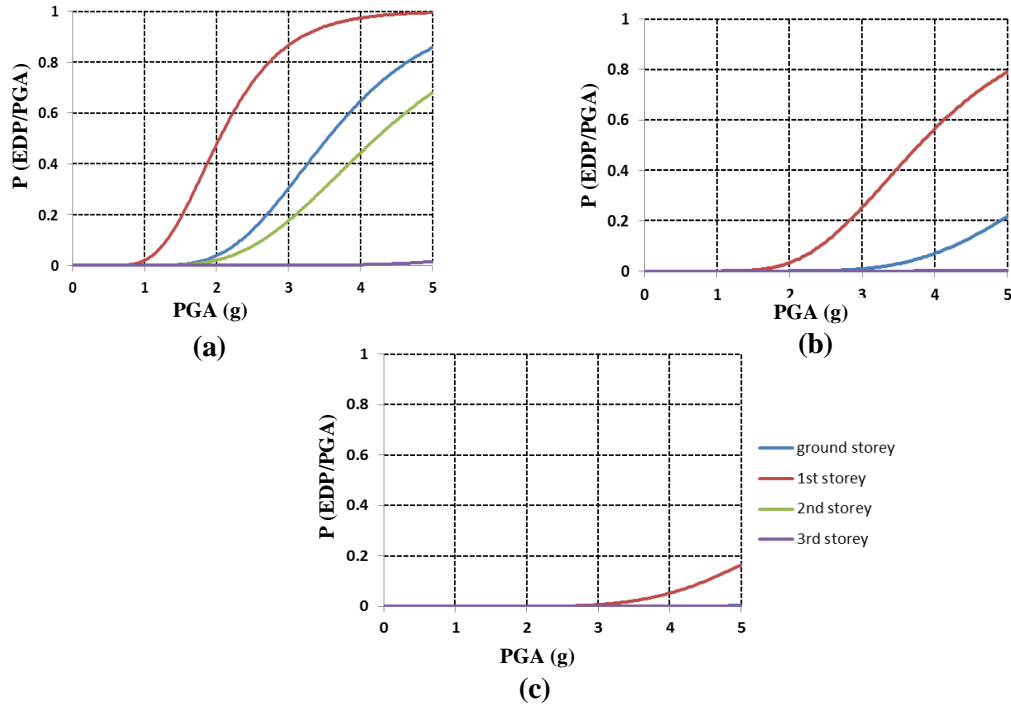 P (EDP/PGA)
1
0.8
0.6
0.4
0.2
0
0 1 2 3 4 5
PGA (g)
(a)
P (EDP/PGA)
1
0.8
0.6
0.4
0.2
0
0 1 2 3 4 5
PGA (g)
(b)
P (EDP/PGA)
1
0.8
0.6
0.4
0.2
0
0 1 2 3 4 5
PGA (g)
(c)
ground storey
1st storey
2nd storey
3rd storey